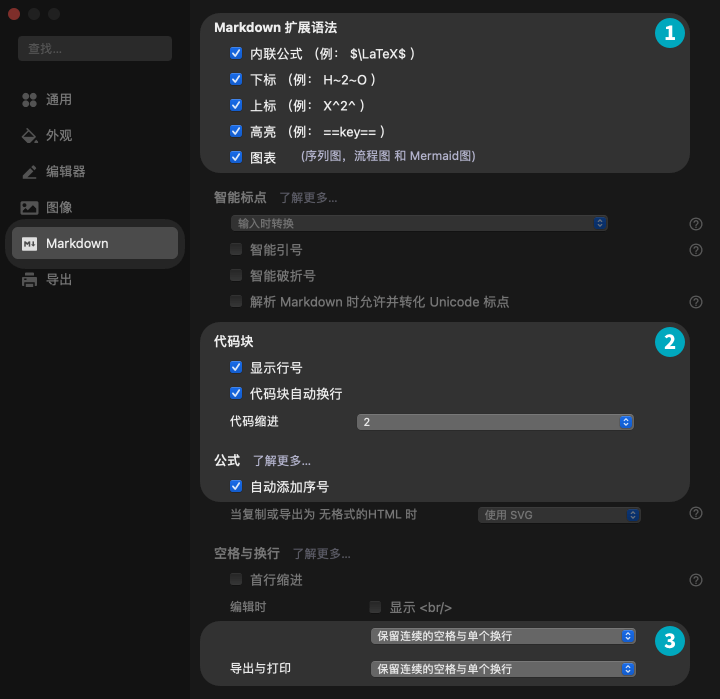 查找...
通用
外观
编辑器
图像
Markdown
导出
Markdown 扩展语法
1
内联公式 （例： $\LaTeX$ ）
下标 （例： H~2~O ）
上标 （例： X^2^ ）
高亮 （例： ==key== ）
图表 (序列图，流程图 和 Mermaid图)
智能标点 了解更多...
输入时转换
智能引号
智能破折号
解析 Markdown 时允许并转化 Unicode 标点
代码块
2
显示行号
代码块自动换行
代码缩进 2
公式 了解更多...
自动添加序号
当复制或导出为 无格式的HTML 时 使用 SVG
空格与换行 了解更多...
首行缩进
编辑时 显示 <br/>
保留连续的空格与单个换行
3
导出与打印 保留连续的空格与单个换行